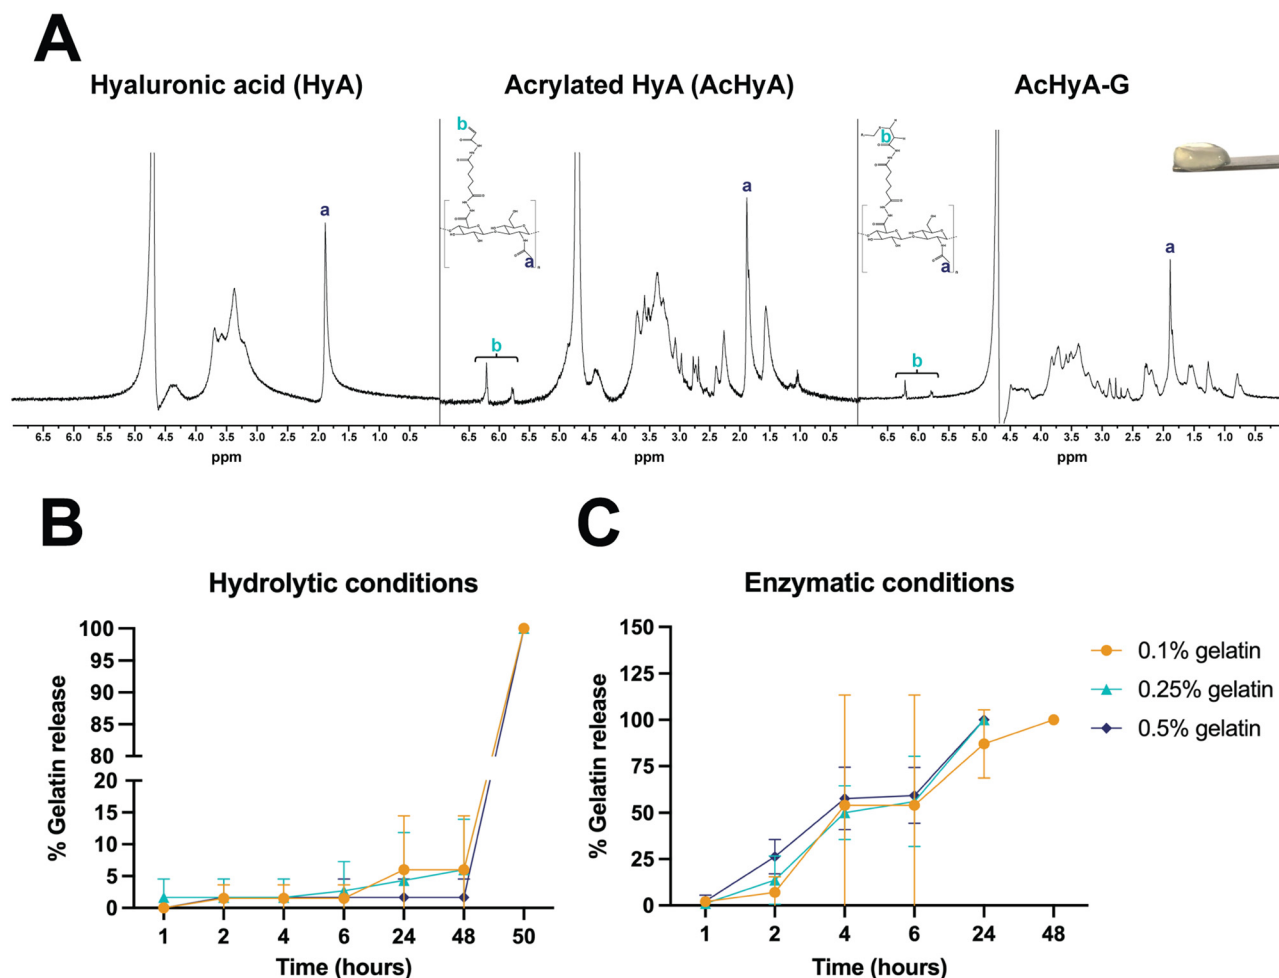 A
Hyaluronic acid (HyA)
Acrylated HyA (AcHyA)
AcHyA-G
b
b
a
a
a
a
a
b
b
6.5 6.0 5.5 5.0 4.5 4.0 3.5 3.0 2.5 2.0 1.5 1.0 0.5
6.5 6.0 5.5 5.0 4.5 4.0 3.5 3.0 2.5 2.0 1.5 1.0 0.5
6.5 6.0 5.5 5.0 4.5 4.0 3.5 3.0 2.5 2.0 1.5 1.0 0.5
ppm
ppm
ppm
B
Hydrolytic conditions
% Gelatin release
100
95
90
85
80
20
15
10
5
0
1 2 4 6 24 48 50
Time (hours)
C
Enzymatic conditions
% Gelatin release
150
125
100
75
50
25
0
1 2 4 6 24 48
Time (hours)
0.1% gelatin
0.25% gelatin
0.5% gelatin